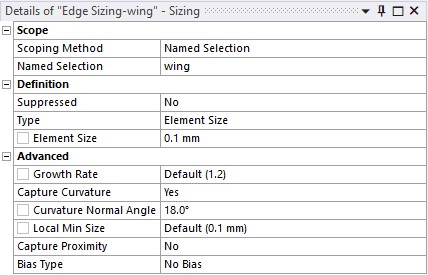 Details of "Edge Sizing-wing" - Sizing
Scope
Scoping Method Named Selection
Named Selection wing
Definition
Suppressed No
Type Element Size
Element Size 0.1 mm
Advanced
Growth Rate Default (1.2)
Capture Curvature Yes
Curvature Normal Angle 18.0°
Local Min Size Default (0.1 mm)
Capture Proximity No
Bias Type No Bias